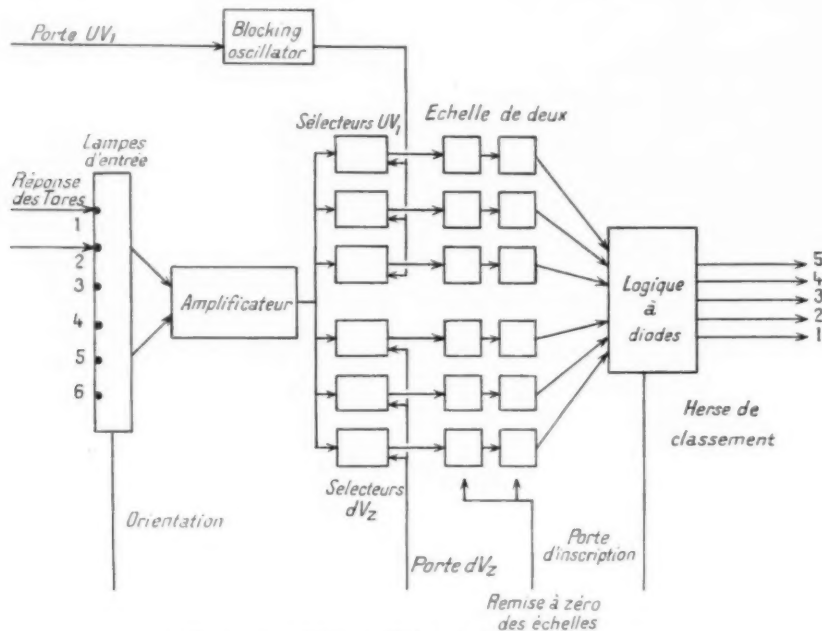 Porte UV₁
Blocking
oscillator
Sélecteurs UV₁
Echelle de deux
Lampes
d'entrée
Réponse
des Tores
1
2
3
4
5
6
Amplificateur
Logique
à
diodes
5
4
3
2
1
Herse de
classement
Selecteurs
dV₂
Orientation
Porte dV₂
Porte
d'inscription
Remise à zéro
des échelles